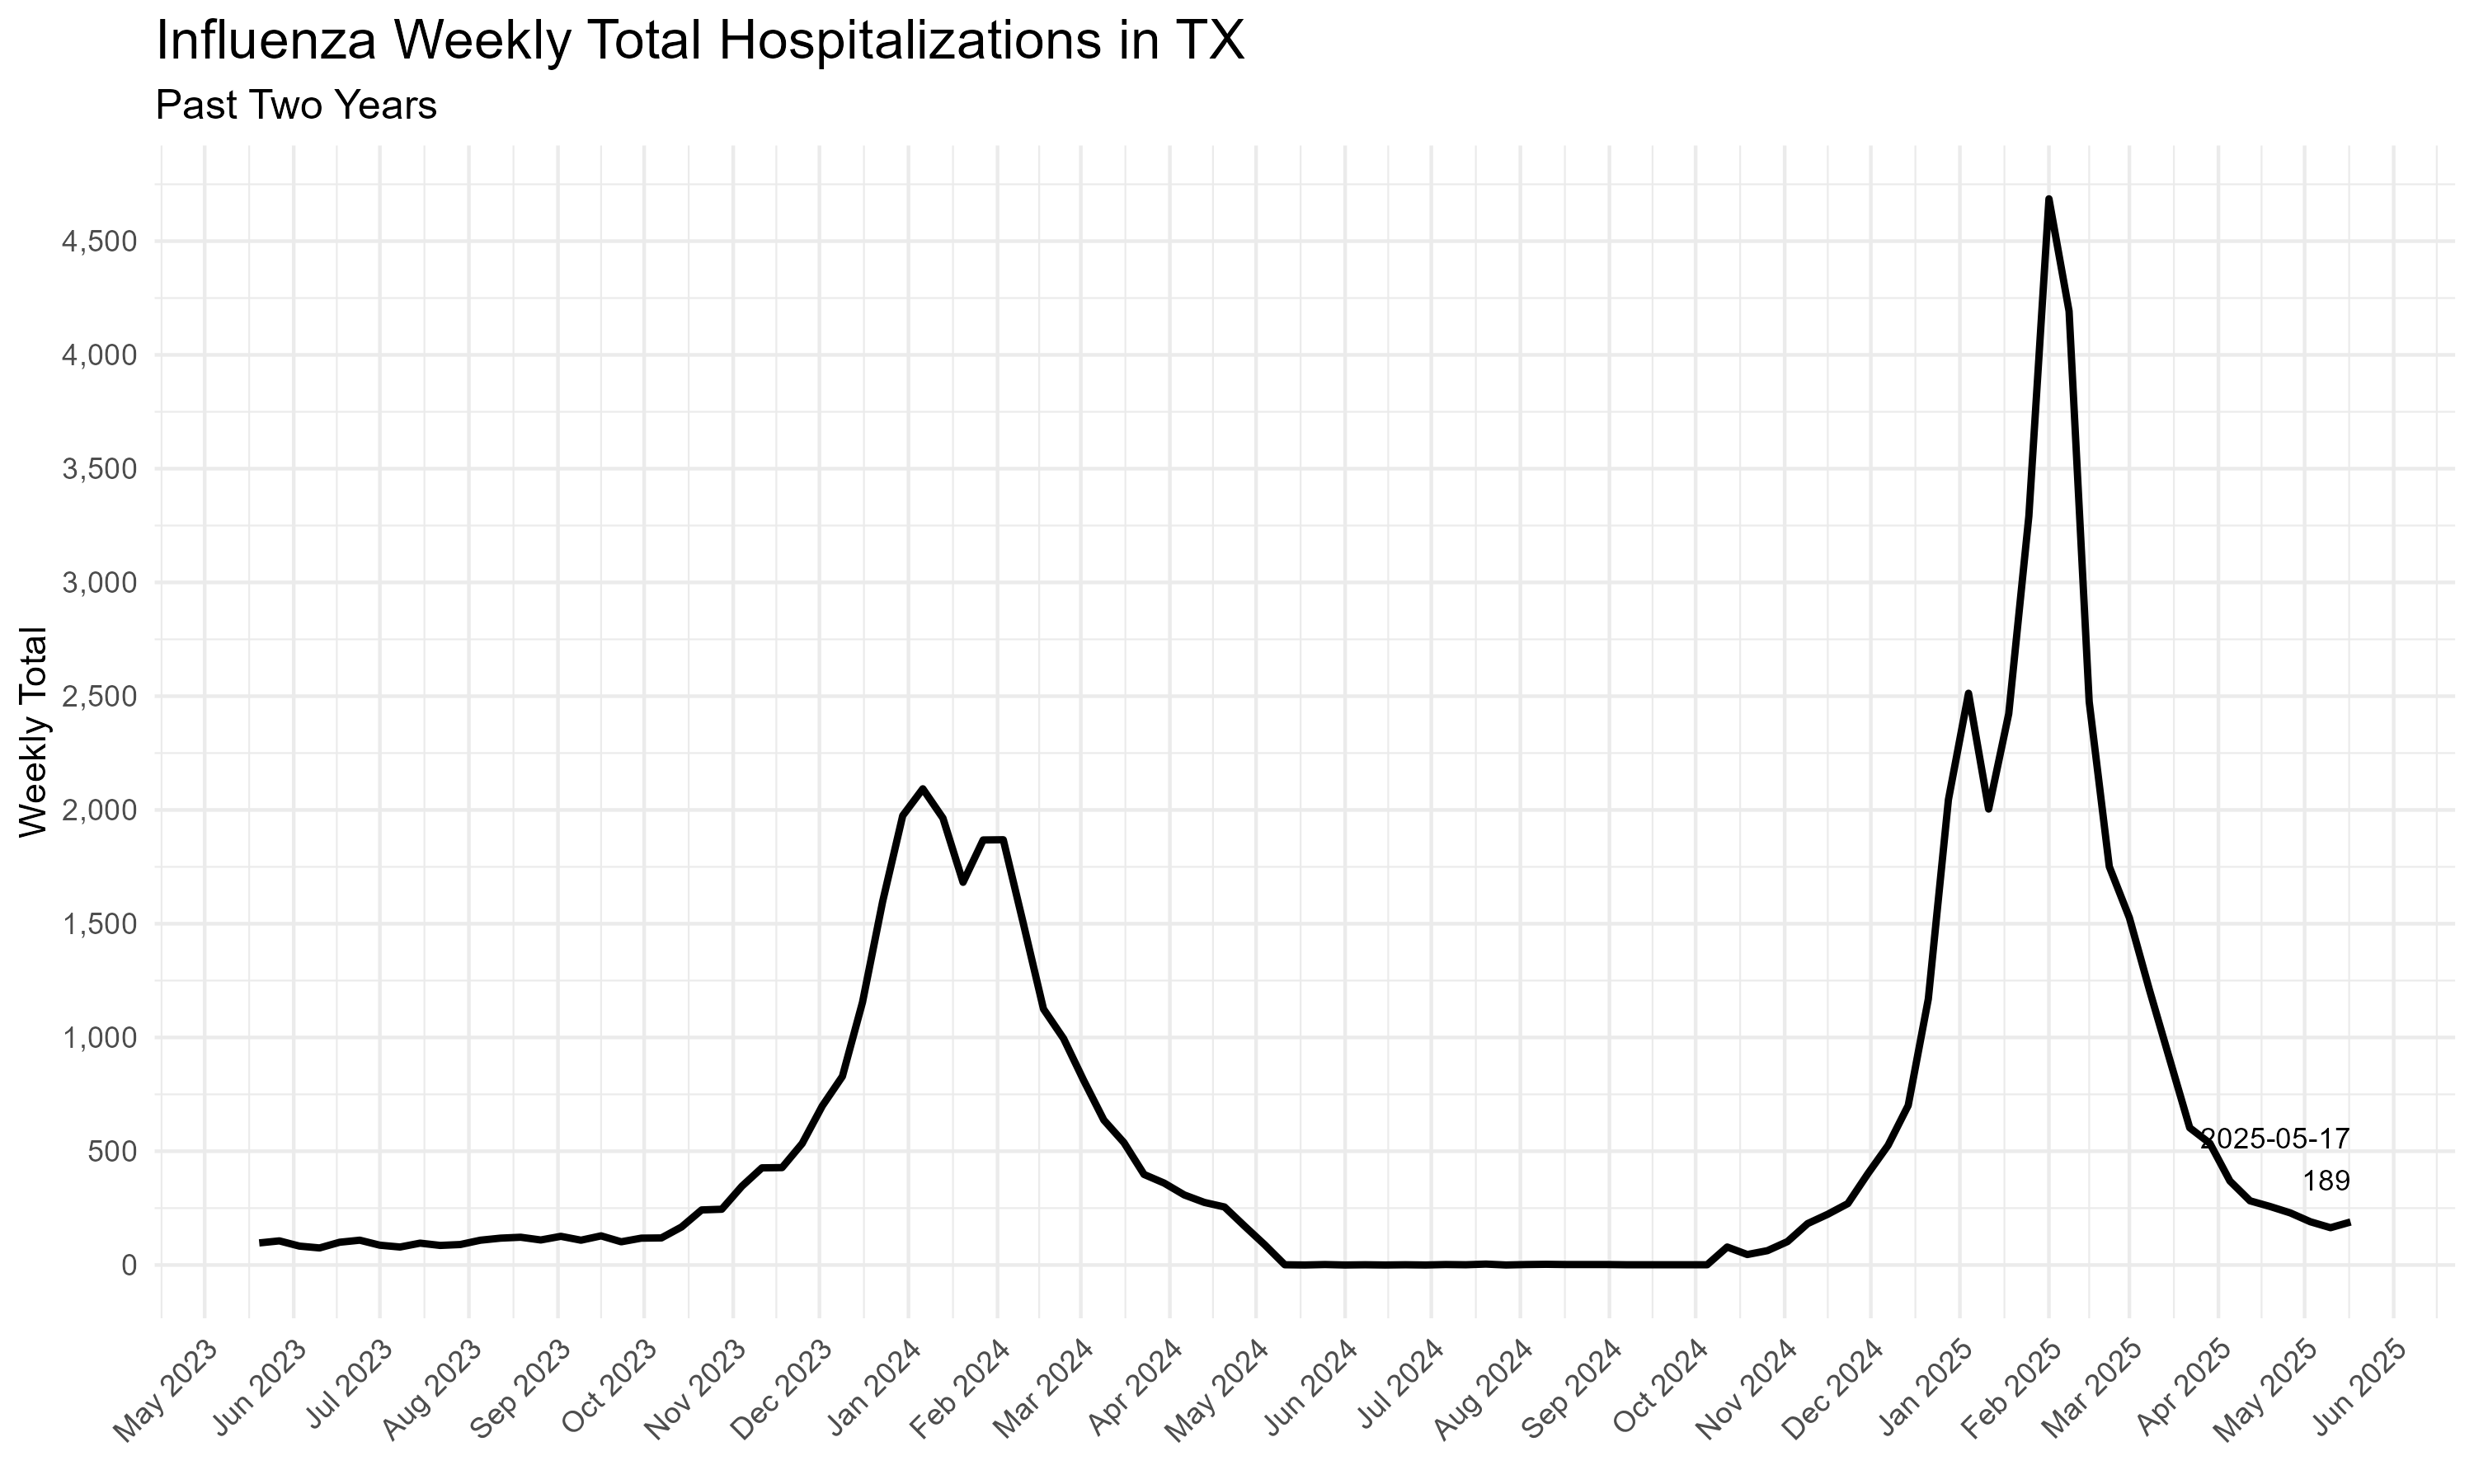 Influenza Weekly Total Hospitalizations in TX
Past Two Years
Weekly Total
4,500
4,000
3,500
3,000
2,500
2,000
1,500
1,000
500
0
2025-05-17
189
May 2023
Jun 2023
Jul 2023
Aug 2023
Sep 2023
Oct 2023
Nov 2023
Dec 2023
Jan 2024
Feb 2024
Mar 2024
Apr 2024
May 2024
Jun 2024
Jul 2024
Aug 2024
Sep 2024
Oct 2024
Nov 2024
Dec 2024
Jan 2025
Feb 2025
Mar 2025
Apr 2025
May 2025
Jun 2025